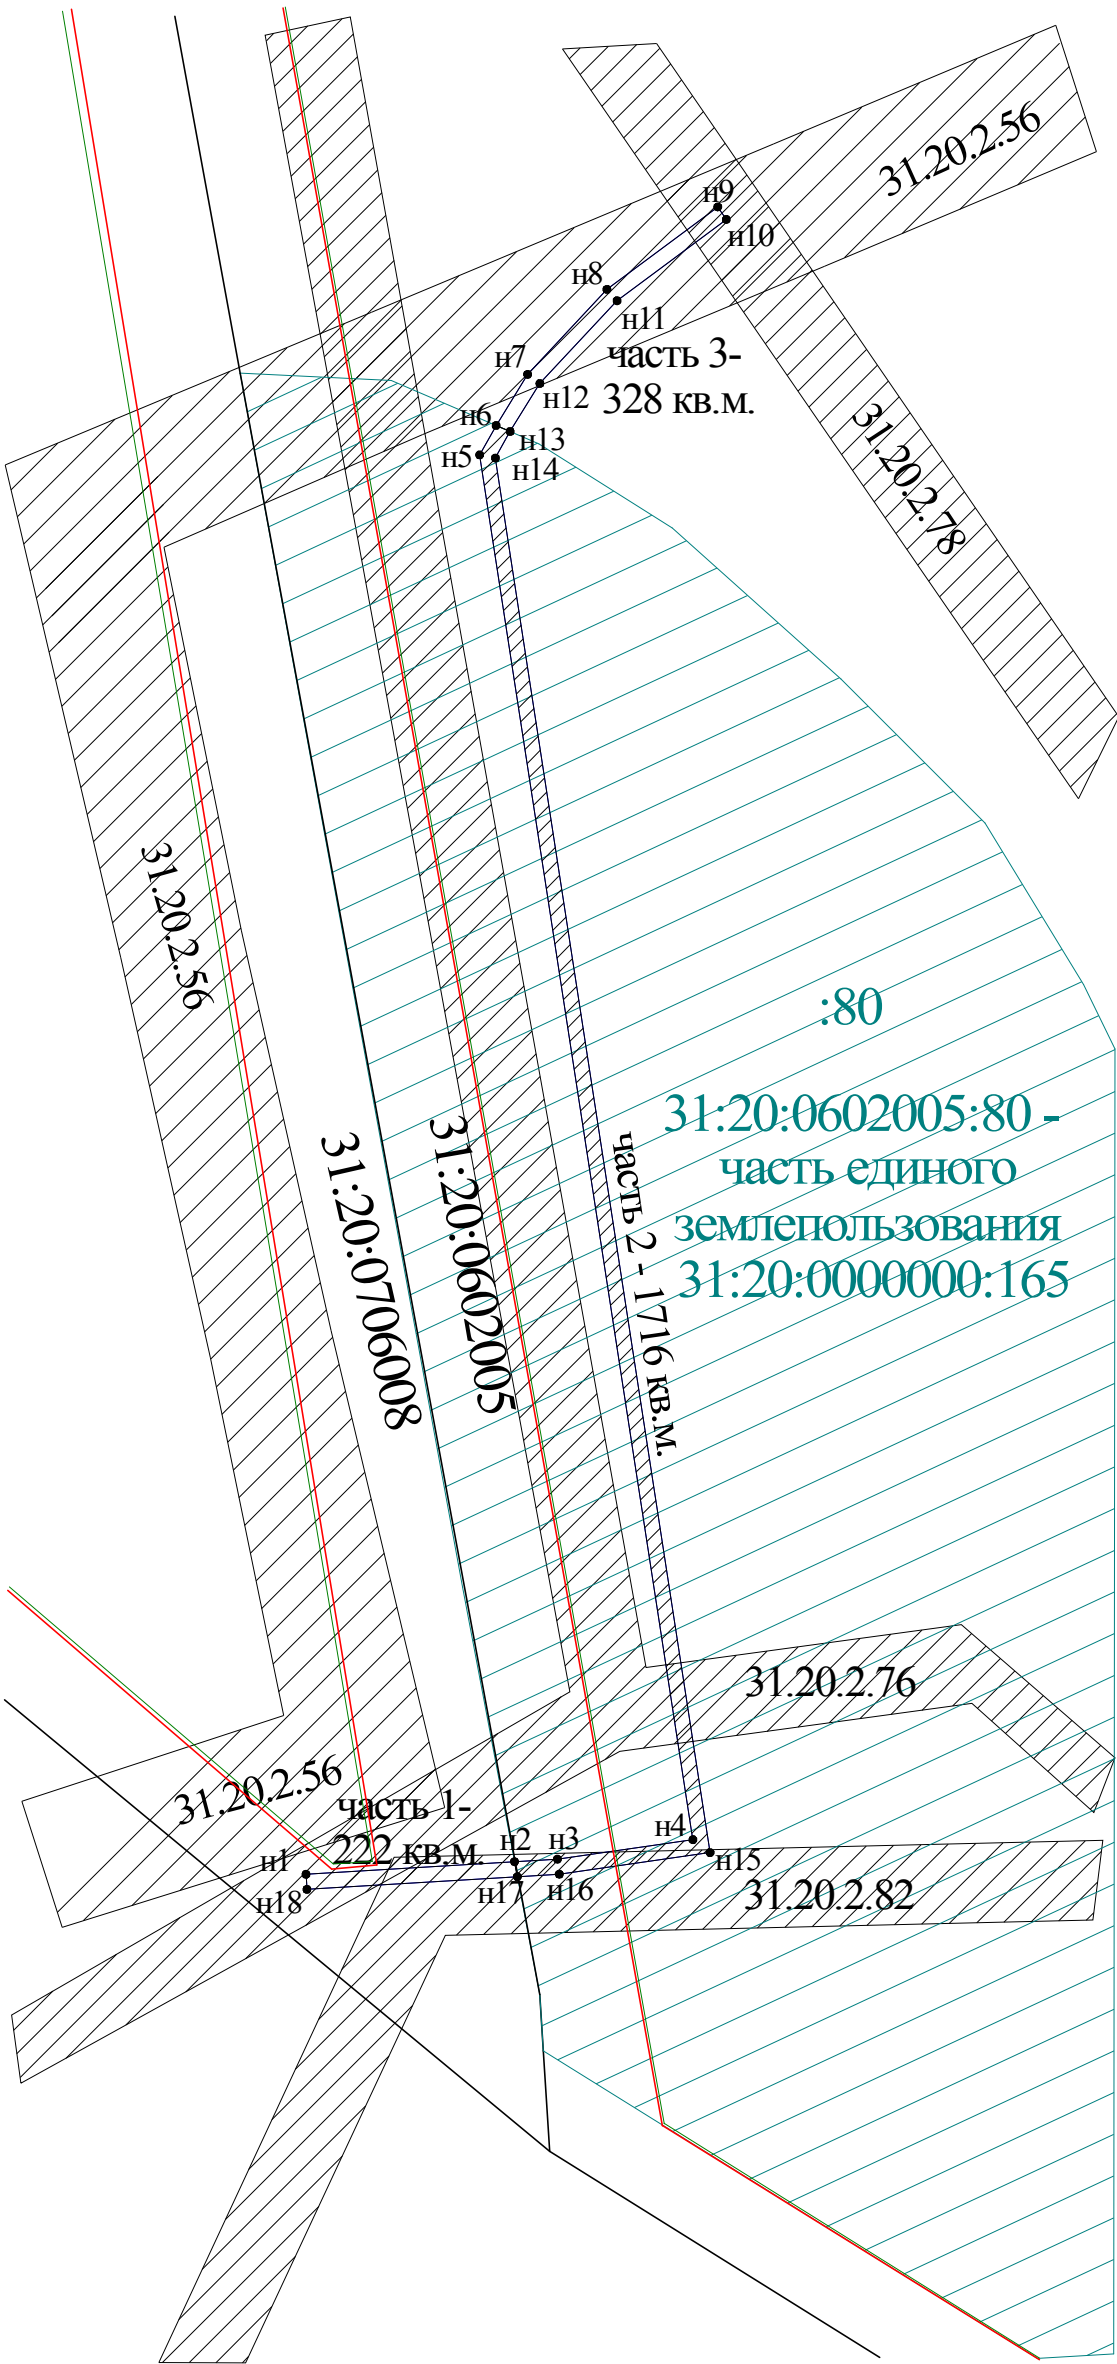 31.20.2.56
н9
н10
н8
н11
н7
часть 3-
328 кв.м.
н12
н6
н13
н5
н14
31.20.2.78
31.20.2.56
:80
31:20:0602005:80 -
часть единого
землепользования
31:20:0000000:165
31:20:0706008
31:20:0602005
часть 2 - 1716 кв.м.
31.20.2.76
31.20.2.56
часть 1-
222 кв.м.
н1
н2
н3
н4
н15
н18
н17
н16
31.20.2.82